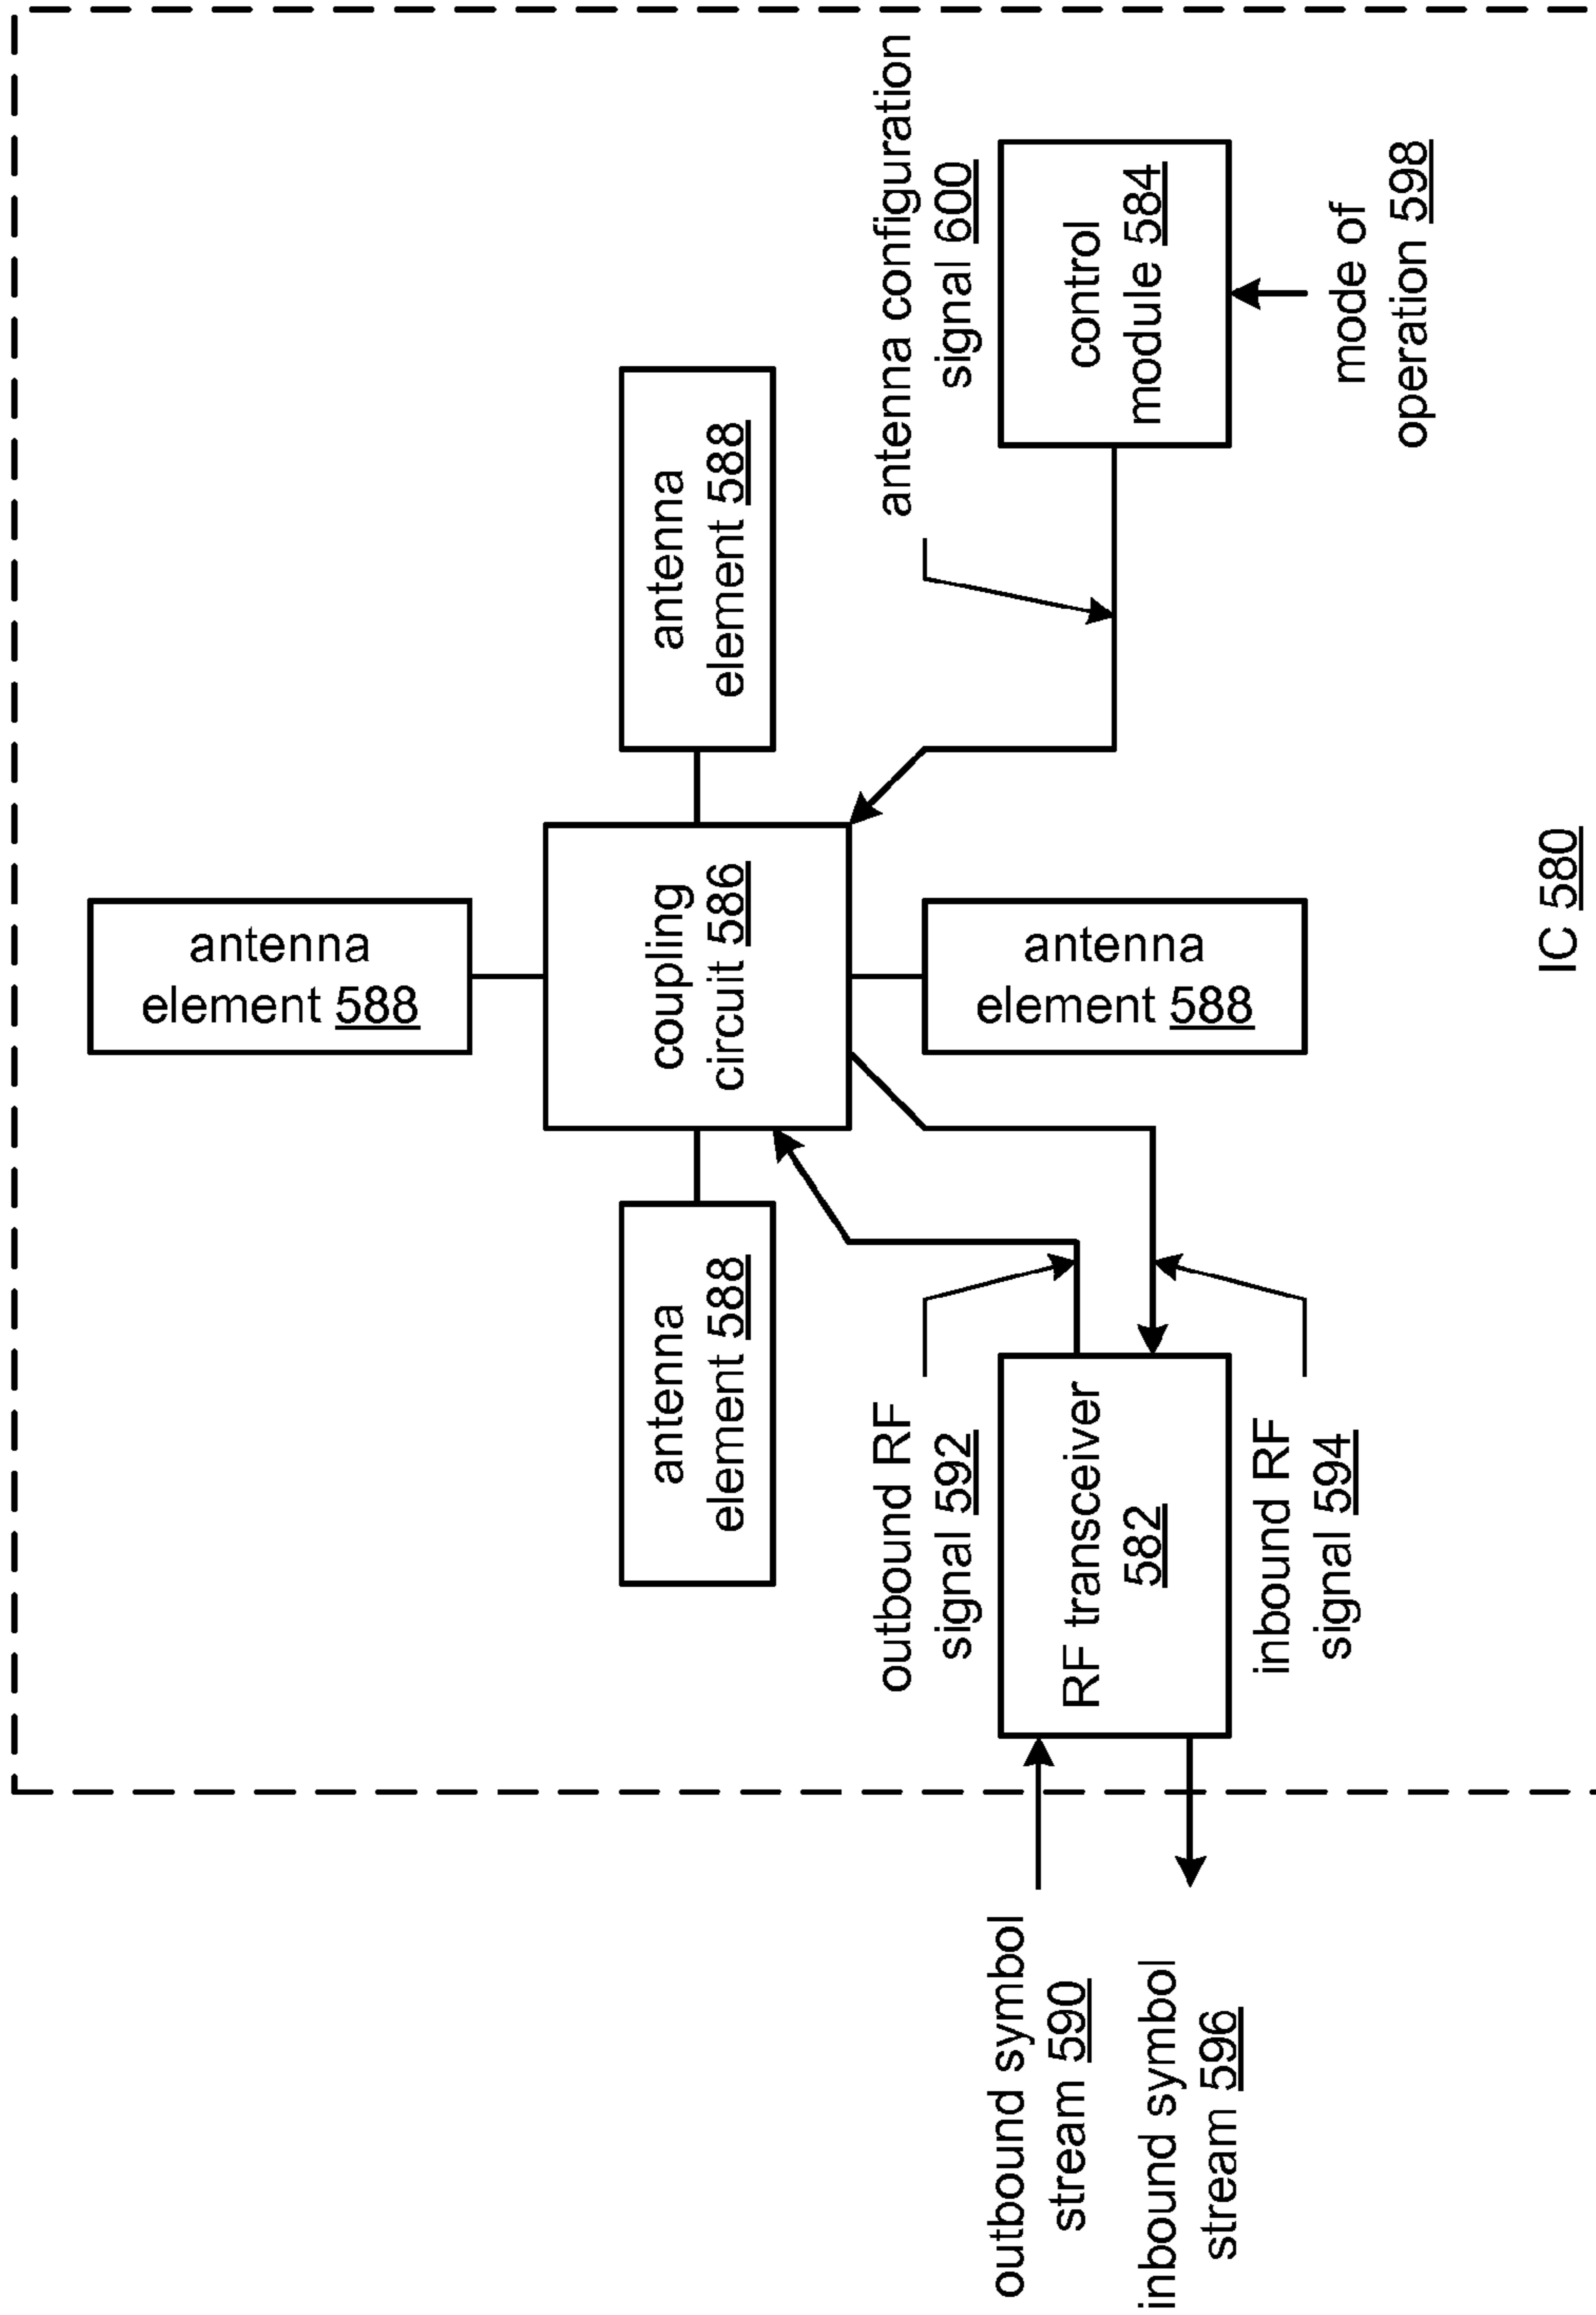 antenna
element 588
antenna
element 588
coupling
circuit 586
antenna
element 588
antenna
element 588
outbound RF
signal 592
antenna configuration
signal 600
outbound symbol
stream 590
inbound symbol
stream 596
RF transceiver
582
control
module 584
inbound RF
signal 594
mode of
operation 598
IC 580